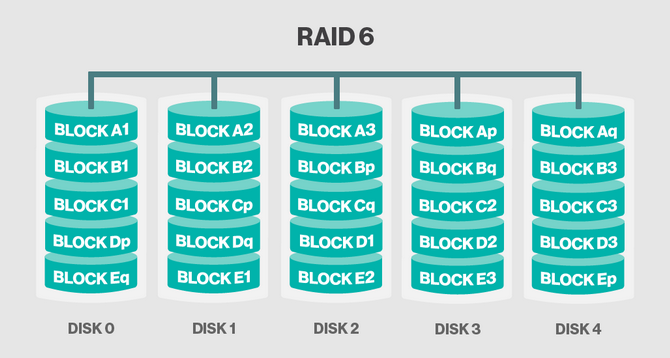 RAID 6
BLOCK A1 BLOCK A2 BLOCK A3 BLOCK Ap BLOCK Aq
BLOCK B1 BLOCK B2 BLOCK Bp BLOCK Bq BLOCK B3
BLOCK C1 BLOCK Cp BLOCK Cq BLOCK C2 BLOCK C3
BLOCK Dp BLOCK Dq BLOCK D1 BLOCK D2 BLOCK D3
BLOCK Eq BLOCK E1 BLOCK E2 BLOCK E3 BLOCK Ep
DISK 0 DISK 1 DISK 2 DISK 3 DISK 4